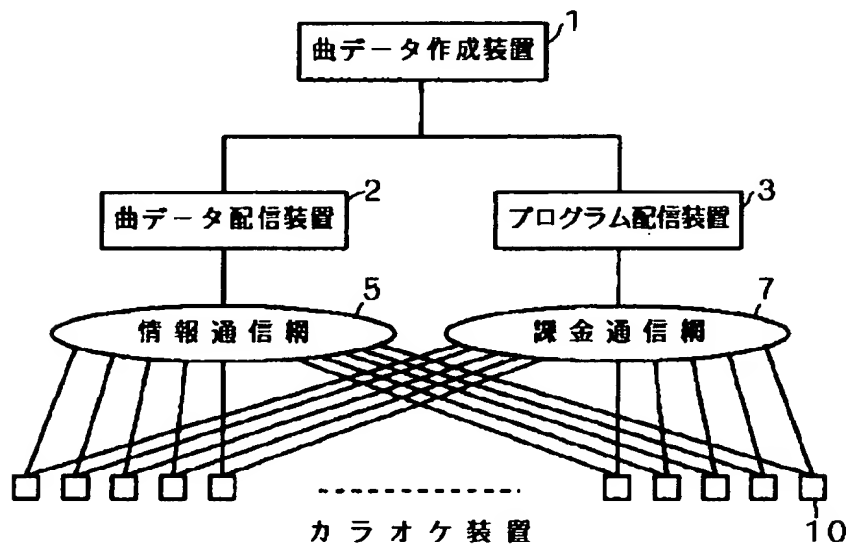 1
曲データ作成装置
2
曲データ配信装置
3
プログラム配信装置
5
情報通信網
7
課金通信網
カラオケ装置
10